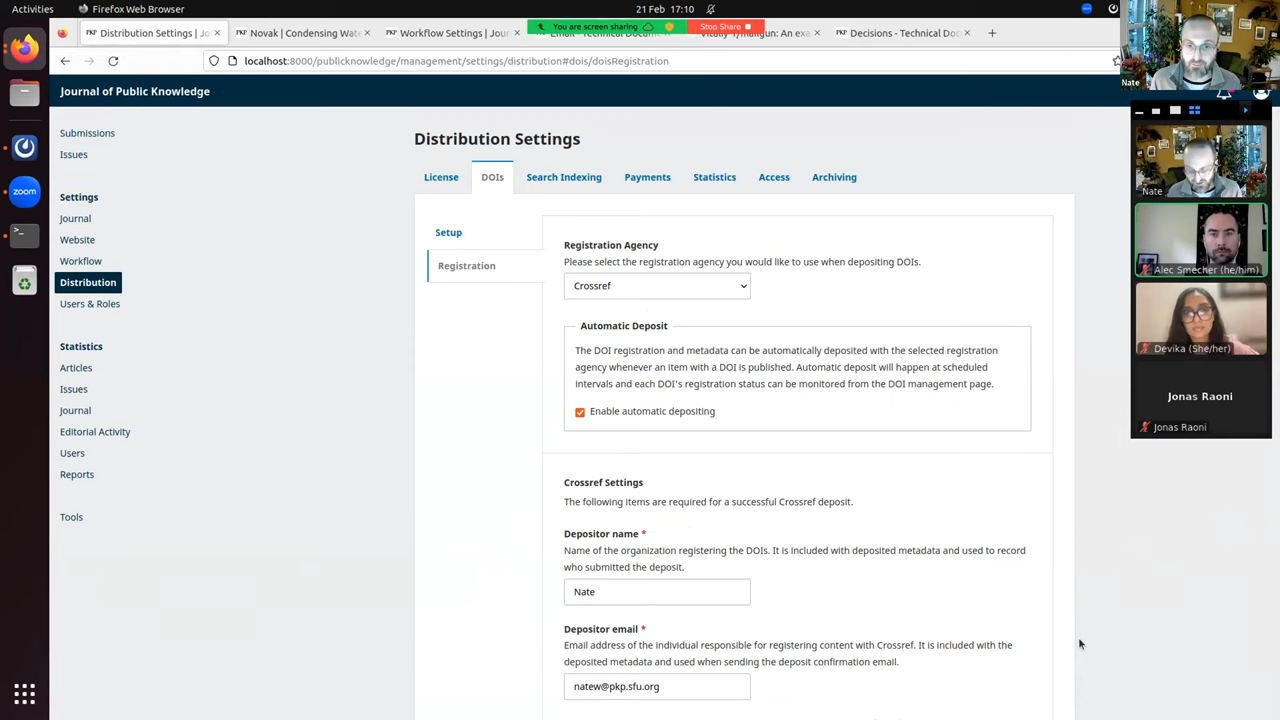 Activities
Firefox Web Browser
21 Feb 17:10
You are screen sharing
Stop Share
PKP Distribution Settings | Jo
PKP Novak | Condensing Wate
PKP Workflow Settings | Jour
PKP Decisions - Technical Doc
localhost:8000/publicknowledge/management/settings/distribution#dois/doisRegistration
Nate
Journal of Public Knowledge
Submissions
Issues
Settings
Journal
Website
Workflow
Distribution
Users & Roles
Statistics
Articles
Issues
Journal
Editorial Activity
Users
Reports
Tools
Distribution Settings
License
DOIs
Search Indexing
Payments
Statistics
Access
Archiving
Setup
Registration
Registration Agency
Please select the registration agency you would like to use when depositing DOIs.
Crossref
Automatic Deposit
The DOI registration and metadata can be automatically deposited with the selected registration
agency whenever an item with a DOI is published. Automatic deposit will happen at scheduled
intervals and each DOI's registration status can be monitored from the DOI management page.
Enable automatic depositing
Crossref Settings
The following items are required for a successful Crossref deposit.
Depositor name *
Name of the organization registering the DOIs. It is included with deposited metadata and used to record
who submitted the deposit.
Nate
Depositor email *
Email address of the individual responsible for registering content with Crossref. It is included with the
deposited metadata and used when sending the deposit confirmation email.
natew@pkp.sfu.org
Nate
Alec Smecher (he/him)
Devika (She/her)
Jonas Raoni
Jonas Raoni
zoom